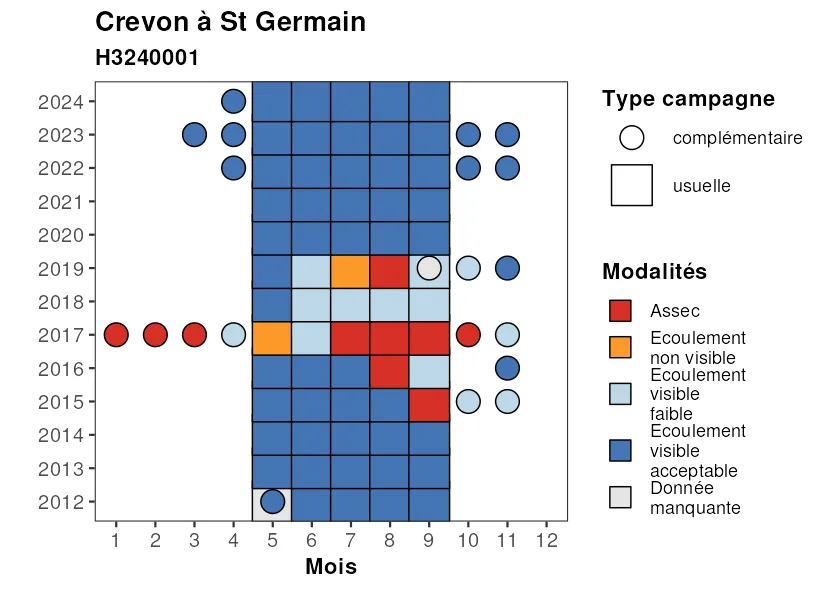 Crevon à St Germain
H3240001
2024
2023
2022
2021
2020
2019
2018
2017
2016
2015
2014
2013
2012
1 2 3 4 5 6 7 8 9 10 11 12
Mois
Type campagne
complémentaire
usuelle
Modalités
Assec
Ecoulement
non visible
Ecoulement
visible
faible
Ecoulement
visible
acceptable
Donnée
manquante